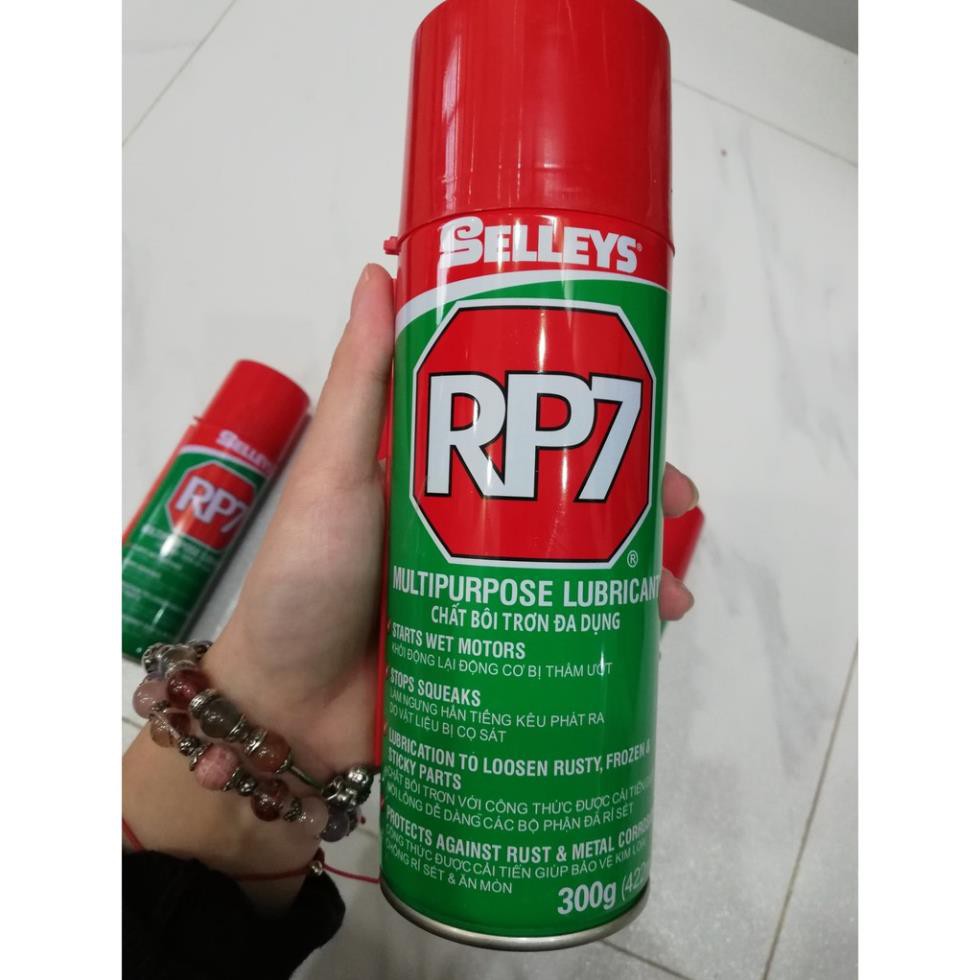 SELLEYS®
RP7
®
MULTIPURPOSE LUBRICANT
CHẤT BÔI TRƠN ĐA DỤNG
STARTS WET MOTORS
KHỞI ĐỘNG LẠI ĐỘNG CƠ BỊ THẤM ƯỚT
STOPS SQUEAKS
LÀM NGƯNG HẲN TIẾNG KÊU PHÁT RA
DO VẬT LIỆU BỊ CỌ SÁT
LUBRICATION TO LOOSEN RUSTY, FROZEN &
STICKY PARTS
CHẤT BÔI TRƠN VỚI CÔNG THỨC ĐƯỢC CẢI TIẾN
NỚI LỎNG DỄ DÀNG CÁC BỘ PHẬN ĐÃ RỈ SÉT
PROTECTS AGAINST RUST & METAL
CÔNG THỨC ĐƯỢC CẢI TIẾN GIÚP BẢO VỆ KIM
CHỐNG RỈ SÉT & ĂN MÒN
300g
SELLEYS
RP7